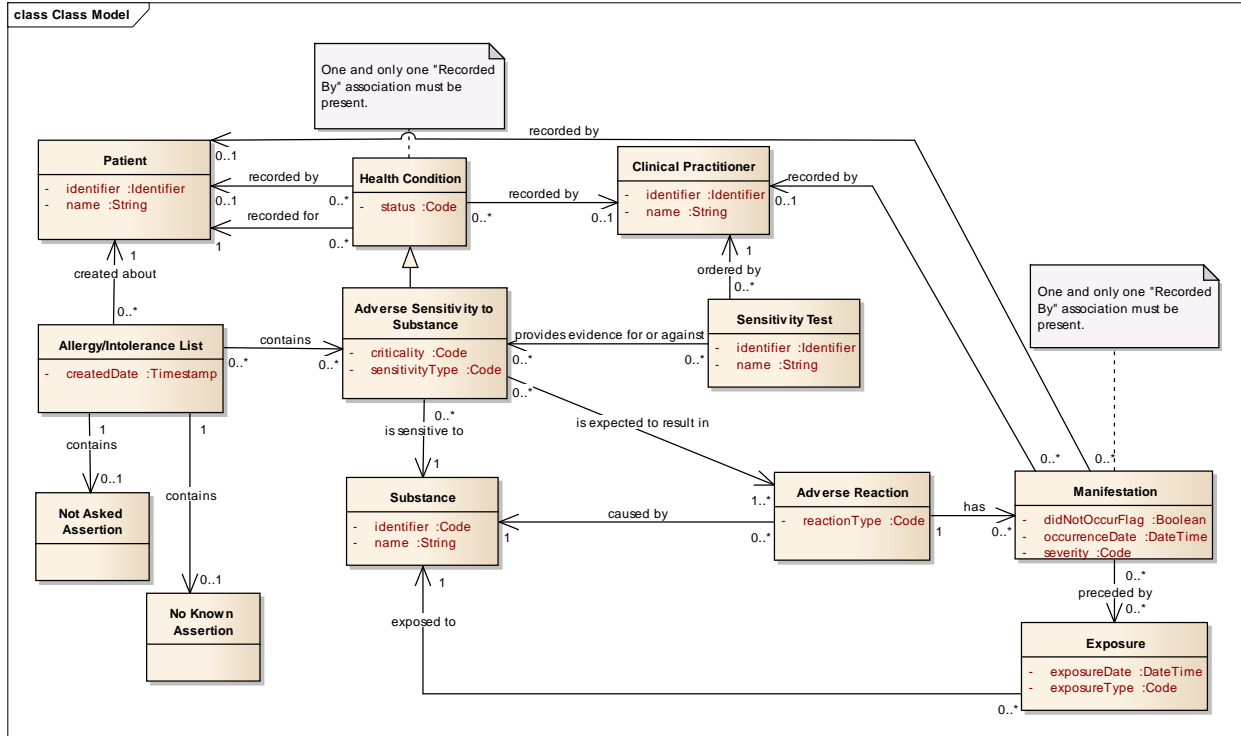 class Class Model
One and only one "Recorded
By" association must be
present.
recorded by
0..1
Patient
- identifier :Identifier
- name :String
recorded by
0..1
0..*
recorded for
1
0..*
Health Condition
- status :Code
recorded by
0..*
0..1
Clinical Practitioner
- identifier :Identifier
- name :String
recorded by
0..1
1
created about
0..*
1
ordered by
0..*
One and only one "Recorded
By" association must be
present.
Allergy/Intolerance List
- createdDate :Timestamp
contains
0..*
0..*
Adverse Sensitivity to
Substance
- criticality :Code
- sensitivityType :Code
provides evidence for or against
0..*
0..*
Sensitivity Test
- identifier :Identifier
- name :String
1
contains
0..1
1
contains
0..1
0..*
is sensitive to
1
0..*
is expected to result in
1..*
0..*
0..*
Not Asked
Assertion
No Known
Assertion
Substance
- identifier :Code
- name :String
caused by
1
0..*
Adverse Reaction
- reactionType :Code
has
1
0..*
Manifestation
- didNotOccurFlag :Boolean
- occurrenceDate :DateTime
- severity :Code
0..*
preceded by
0..*
1
exposed to
0..*
Exposure
- exposureDate :DateTime
- exposureType :Code